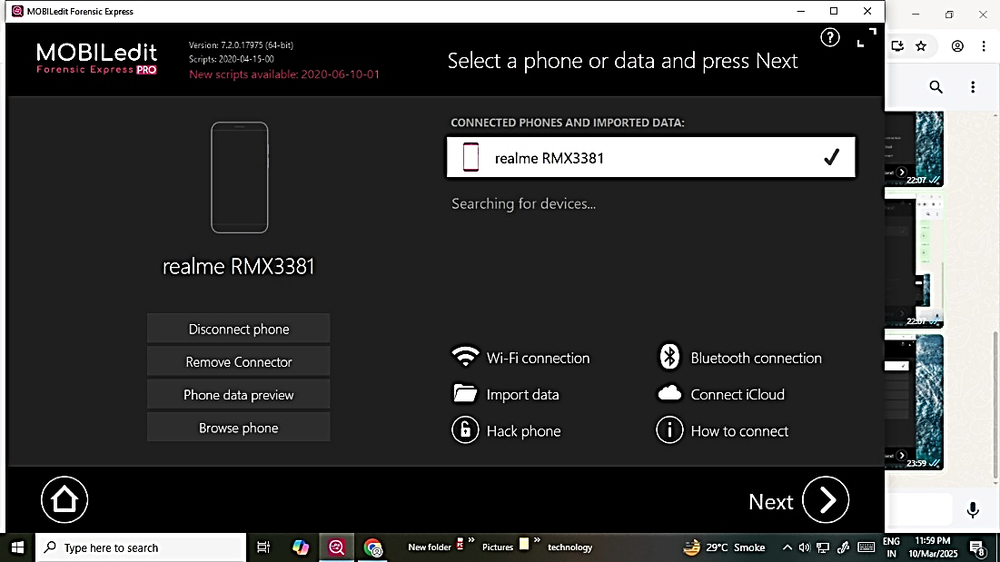 MOBILedit Forensic Express
MOBILedit
Forensic Express PRO
Version: 7.2.0.17975 (64-bit)
Scripts: 2020-04-15-00
New scripts available: 2020-06-10-01
?
Select a phone or data and press Next
CONNECTED PHONES AND IMPORTED DATA:
realme RMX3381
Searching for devices...
realme RMX3381
Disconnect phone
Remove Connector
Phone data preview
Browse phone
Wi-Fi connection
Bluetooth connection
Import data
Connect iCloud
Hack phone
How to connect
Next
22:07
22:07
23:59
Type here to search
New folder
Pictures
technology
29°C Smoke
ENG
IN
11:59 PM
10/Mar/2025
8